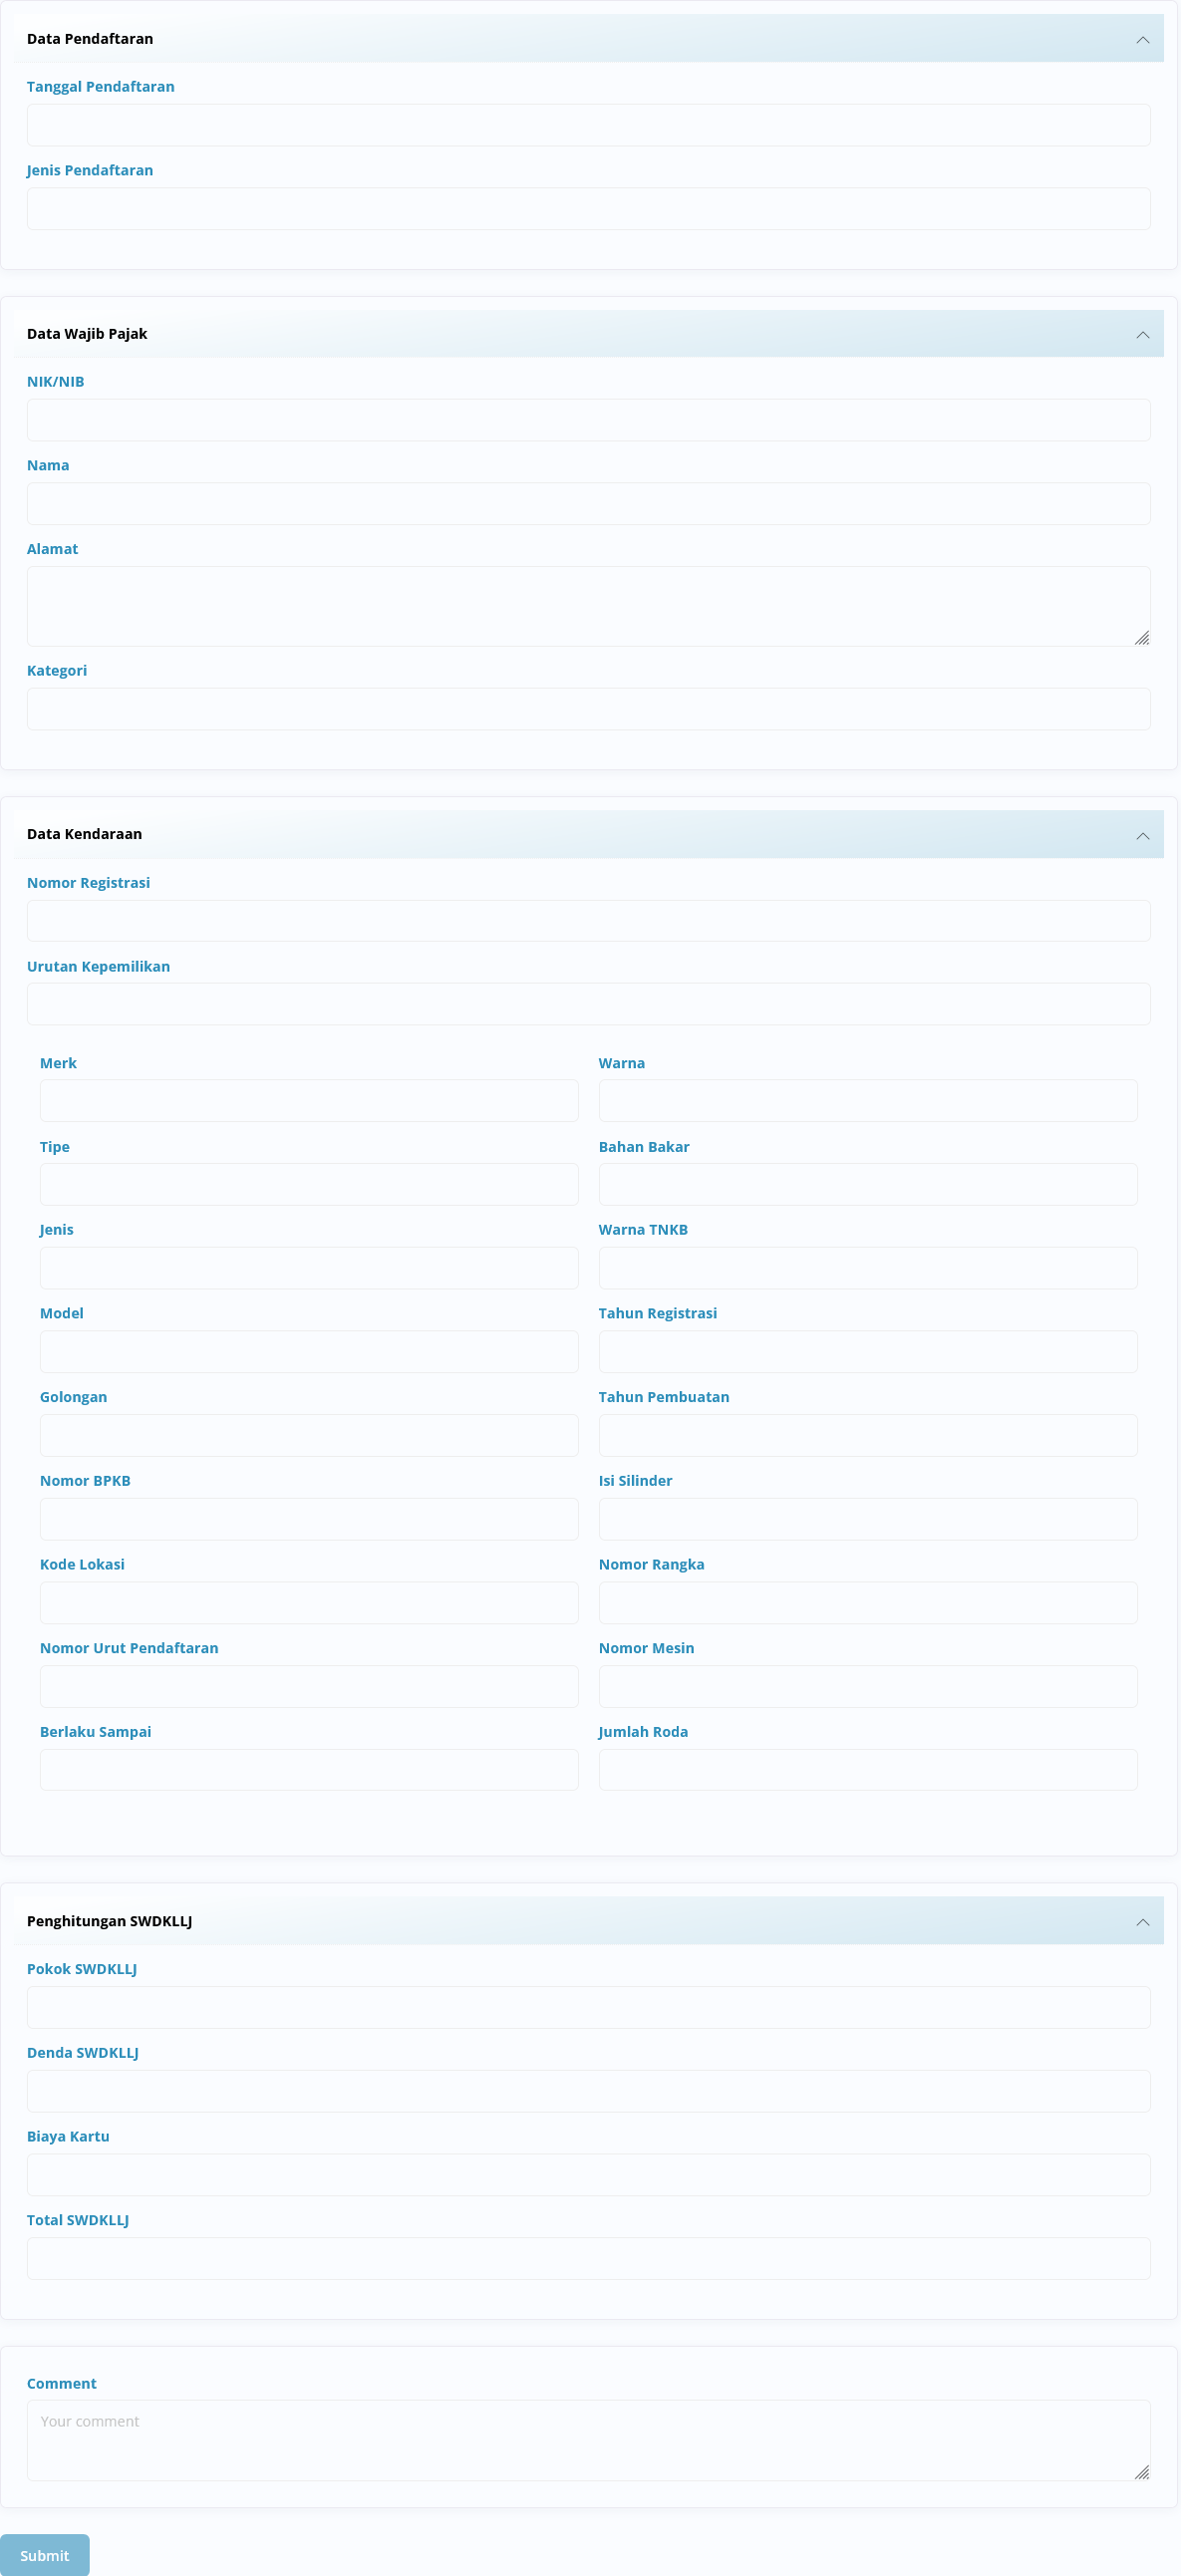 Data Pendaftaran
Tanggal Pendaftaran
Jenis Pendaftaran
Data Wajib Pajak
NIK/NIB
Nama
Alamat
Kategori
Data Kendaraan
Nomor Registrasi
Urutan Kepemilikan
Merk
Warna
Tipe
Bahan Bakar
Jenis
Warna TNKB
Model
Tahun Registrasi
Golongan
Tahun Pembuatan
Nomor BPKB
Isi Silinder
Kode Lokasi
Nomor Rangka
Nomor Urut Pendaftaran
Nomor Mesin
Berlaku Sampai
Jumlah Roda
Penghitungan SWDKLLJ
Pokok SWDKLLJ
Denda SWDKLLJ
Biaya Kartu
Total SWDKLLJ
Comment
Your comment
Submit